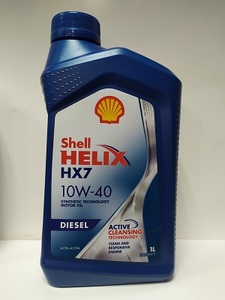 Shell
HELIX
HX7
10W-40
SYNTHETIC TECHNOLOGY
MOTOR OIL
DIESEL
ACTIVE
CLEANSING
TECHNOLOGY
CLEAN AND
RESPONSIVE
ENGINE
1L